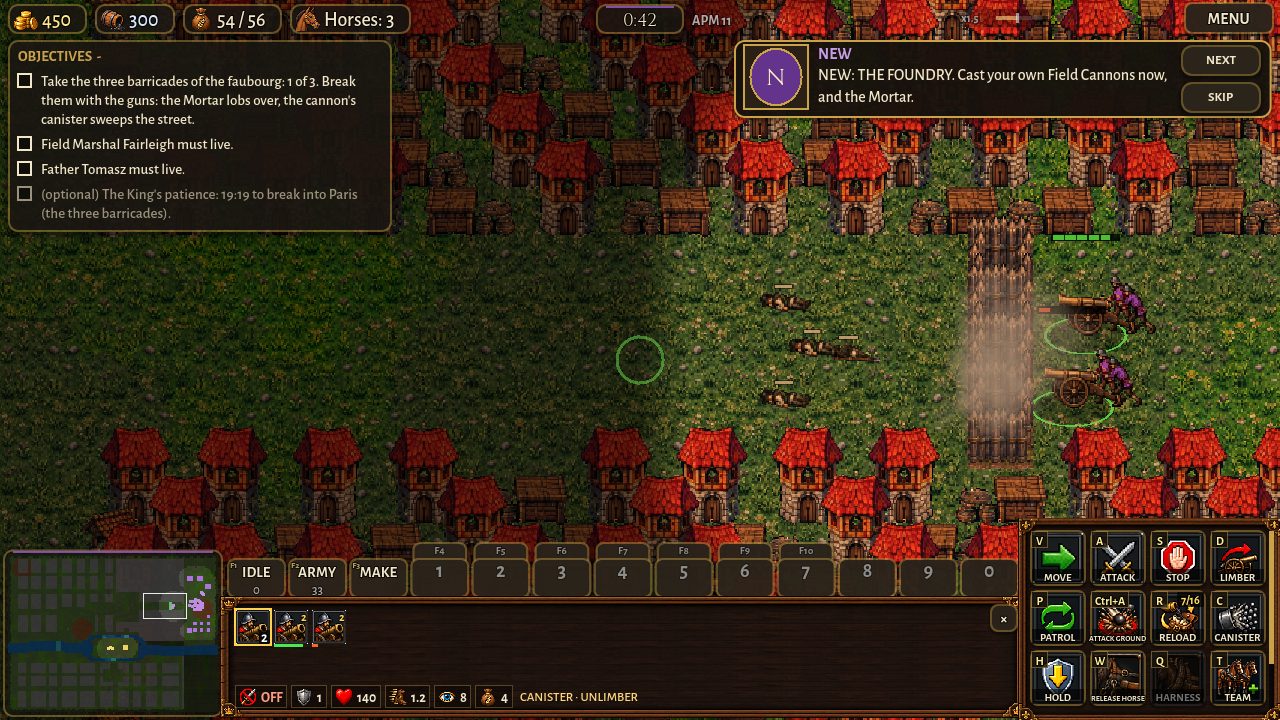 450
300
54 / 56
Horses: 3
0:42
APM 11
x1.5
MENU
OBJECTIVES -
Take the three barricades of the faubourg: 1 of 3. Break
them with the guns: the Mortar lobs over, the cannon's
canister sweeps the street.
Field Marshal Fairleigh must live.
Father Tomasz must live.
(optional) The King's patience: 19:19 to break into Paris
(the three barricades).
N
NEW
NEW: THE FOUNDRY. Cast your own Field Cannons now,
and the Mortar.
NEXT
SKIP
F1 IDLE
0
F2 ARMY
33
F3 MAKE
F4 1
F5 2
F6 3
F7 4
F8 5
F9 6
F10 7
8
9
0
2
2
2
×
OFF
1
140
1.2
8
4
CANISTER · UNLIMBER
V MOVE
A ATTACK
S STOP
D LIMBER
P PATROL
Ctrl+A ATTACK GROUND
R 7/16 RELOAD
C CANISTER
H HOLD
W RELEASE HORSE
Q HARNESS
T TEAM